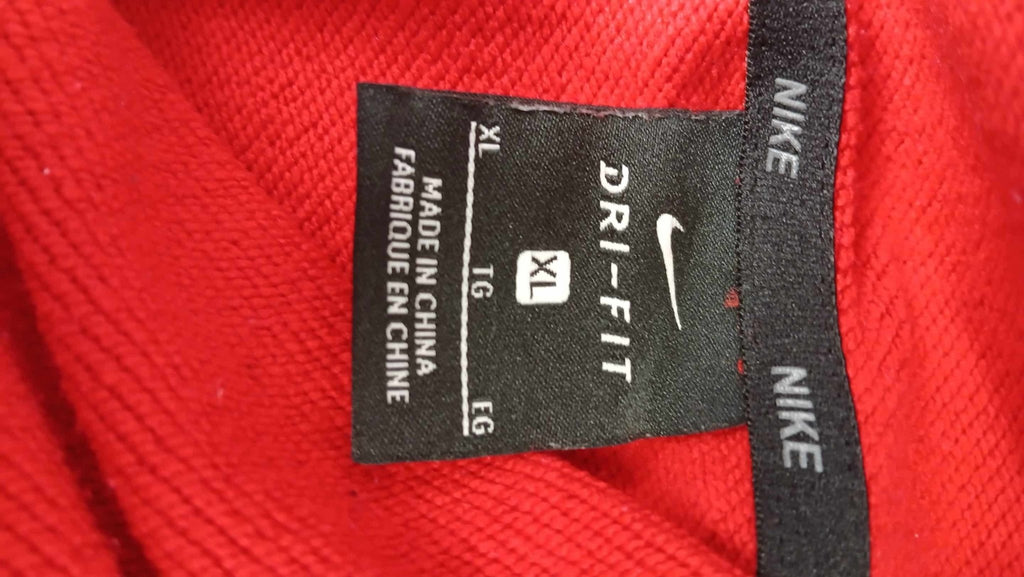 NIKE NIKE
DRI-FIT
XL
XL TG EG
MADE IN CHINA
FABRIQUE EN CHINE